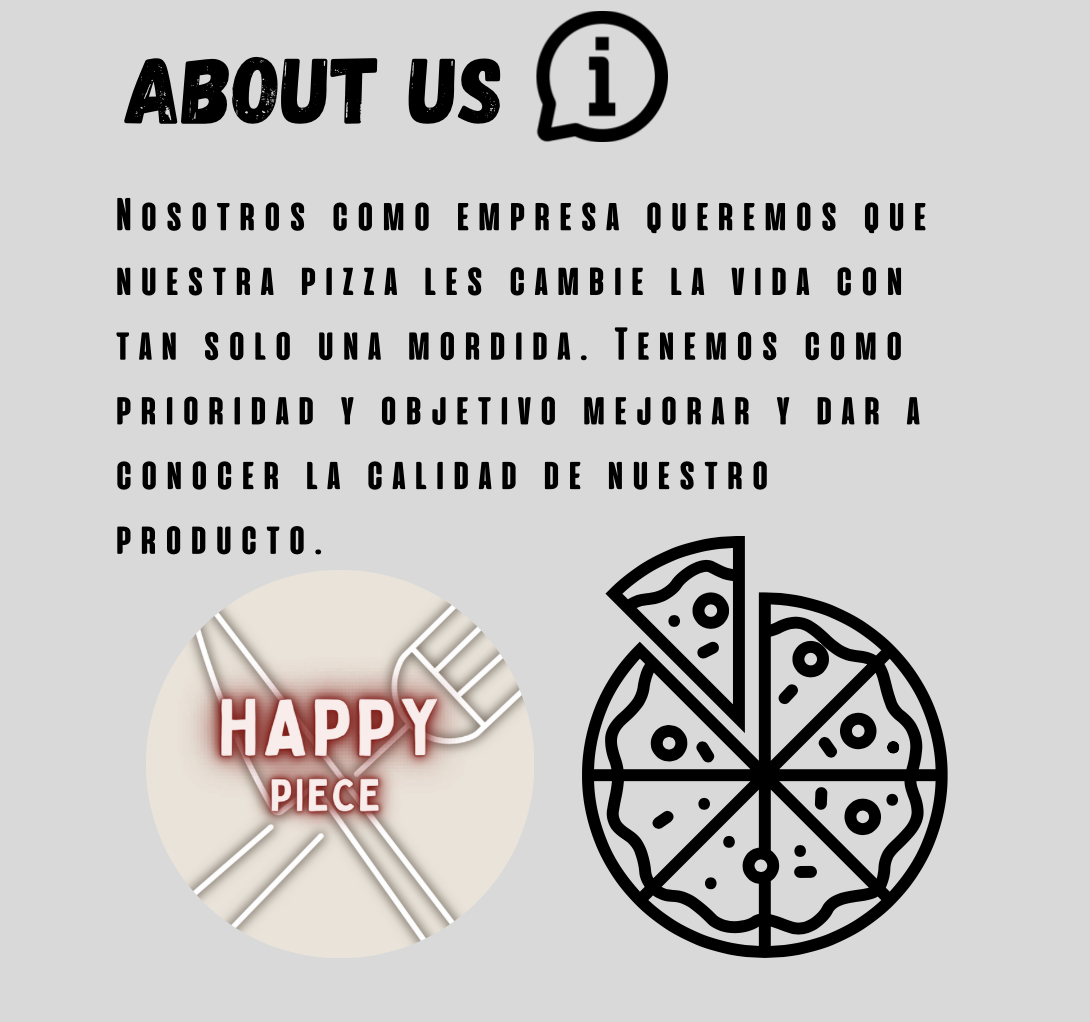 ABOUT US
i
Nosotros como empresa queremos que
nuestra pizza les cambie la vida con
tan solo una mordida. Tenemos como
prioridad y objetivo mejorar y dar a
conocer la calidad de nuestro
producto.
HAPPY
PIECE